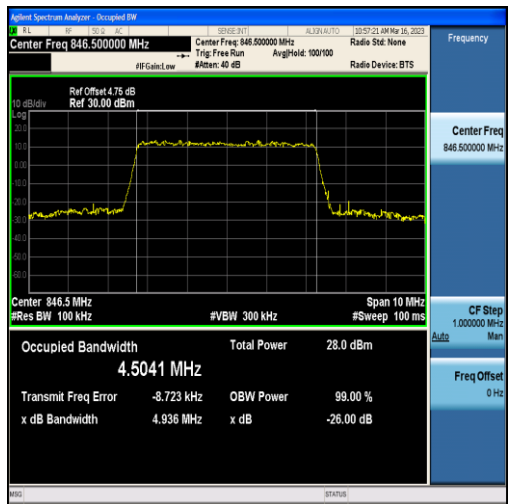 Agilent Spectrum Analyzer - Occupied BW
RL RF 50 Ω AC SENSE:INT ALIGN AUTO 10:57:21 AM Mar 16, 2023
Center Freq 846.500000 MHz Center Freq: 846.500000 MHz Radio Std: None Frequency
Trig: Free Run Avg|Hold: 100/100
#IFGain:Low #Atten: 40 dB Radio Device: BTS
Ref Offset 4.75 dB
10 dB/div Ref 30.00 dBm
Log
20.0
10.0
0.00
-10.0
-20.0
-30.0
-40.0
-50.0
-60.0
Center Freq
846.500000 MHz
Center 846.5 MHz Span 10 MHz
#Res BW 100 kHz #VBW 300 kHz #Sweep 100 ms
CF Step
1.000000 MHz
Auto Man
Occupied Bandwidth Total Power 28.0 dBm
4.5041 MHz
Freq Offset
0 Hz
Transmit Freq Error -8.723 kHz OBW Power 99.00 %
x dB Bandwidth 4.936 MHz x dB -26.00 dB
MSG STATUS